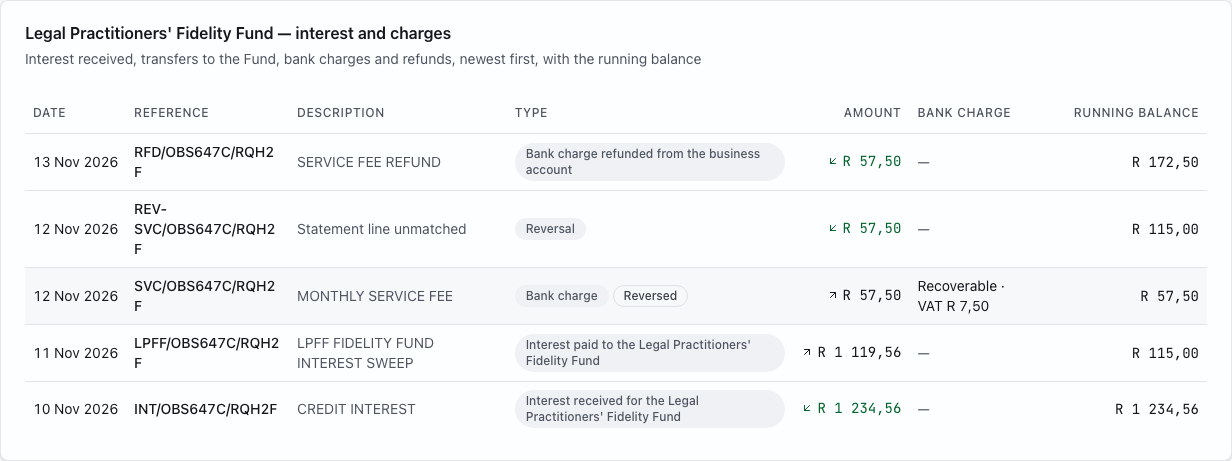 Legal Practitioners' Fidelity Fund — interest and charges
Interest received, transfers to the Fund, bank charges and refunds, newest first, with the running balance
DATE REFERENCE DESCRIPTION TYPE AMOUNT BANK CHARGE RUNNING BALANCE
13 Nov 2026 RFD/OBS647C/RQH2F SERVICE FEE REFUND Bank charge refunded from the business account ↙ R 57,50 — R 172,50
12 Nov 2026 REV-SVC/OBS647C/RQH2F Statement line unmatched Reversal ↙ R 57,50 — R 115,00
12 Nov 2026 SVC/OBS647C/RQH2F MONTHLY SERVICE FEE Bank charge Reversed ↗ R 57,50 Recoverable · VAT R 7,50 R 57,50
11 Nov 2026 LPFF/OBS647C/RQH2F LPFF FIDELITY FUND INTEREST SWEEP Interest paid to the Legal Practitioners' Fidelity Fund ↗ R 1 119,56 — R 115,00
10 Nov 2026 INT/OBS647C/RQH2F CREDIT INTEREST Interest received for the Legal Practitioners' Fidelity Fund ↙ R 1 234,56 — R 1 234,56